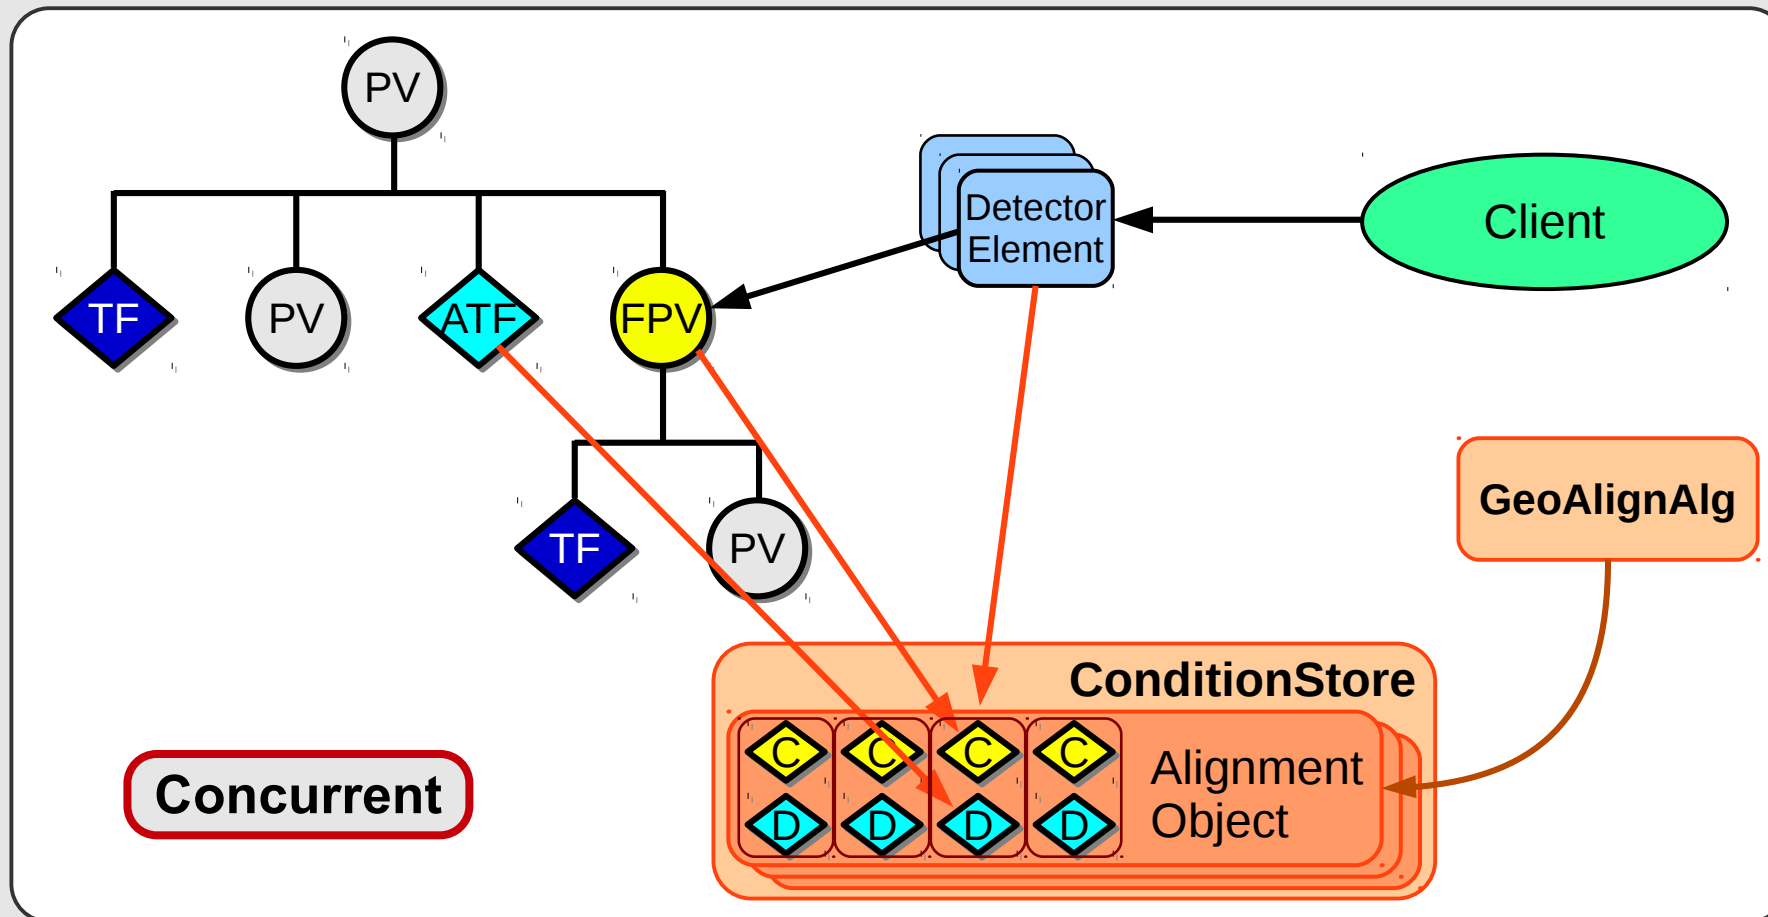 PV
Detector
Element
Client
TF
PV
ATF
FPV
GeoAlignAlg
TF
PV
ConditionStore
C
C
C
C
Alignment
Object
D
D
D
D
Concurrent